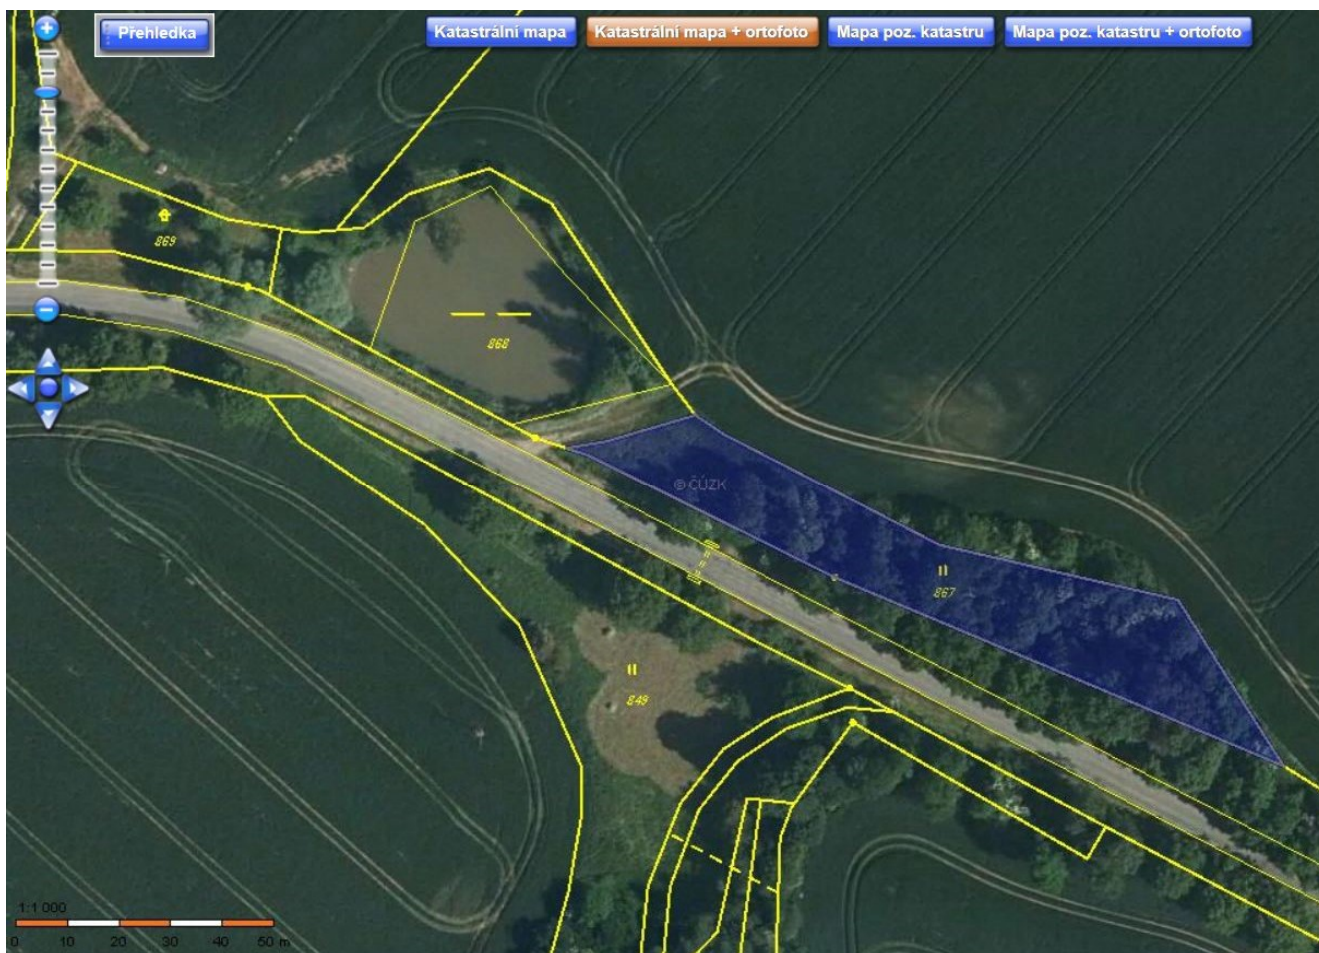 Přehledka
Katastrální mapa
Katastrální mapa + ortofoto
Mapa poz. katastru
Mapa poz. katastru + ortofoto
869
868
© ČÚZK
867
849
1:1 000
0 10 20 30 40 50 m